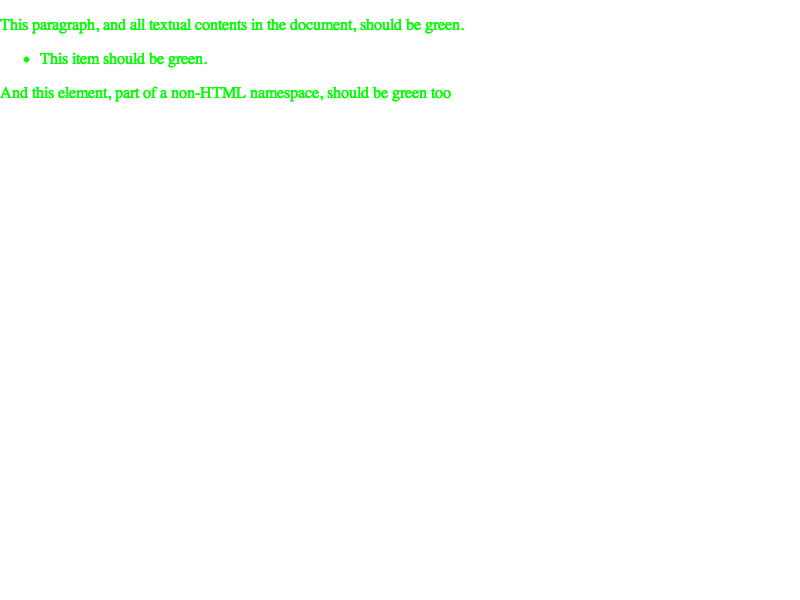 This paragraph, and all textual contents in the document, should be green.
• This item should be green.
And this element, part of a non-HTML namespace, should be green too